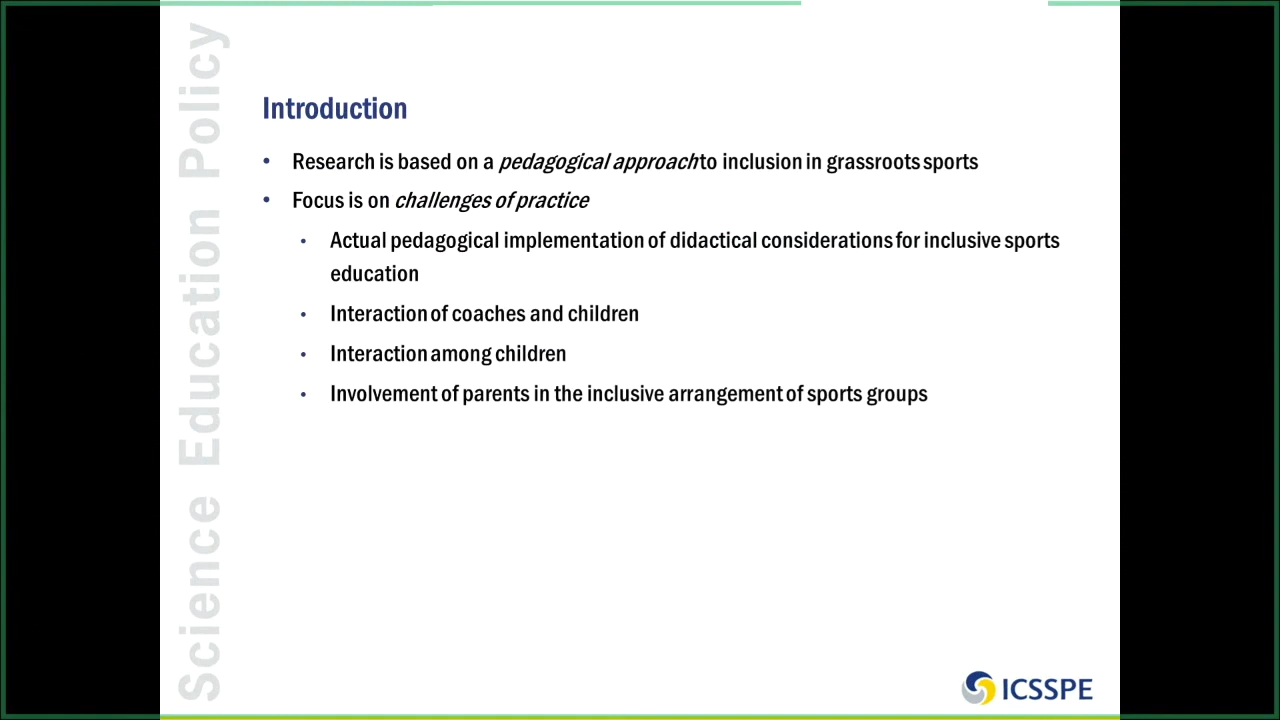 Science Education Policy
Introduction
• Research is based on a pedagogical approachto inclusion in grassroots sports
• Focus is on challenges of practice
• Actual pedagogical implementation of didactical considerations for inclusive sports
education
• Interaction of coaches and children
• Interaction among children
• Involvement of parents in the inclusive arrangement of sports groups
ICSSPE